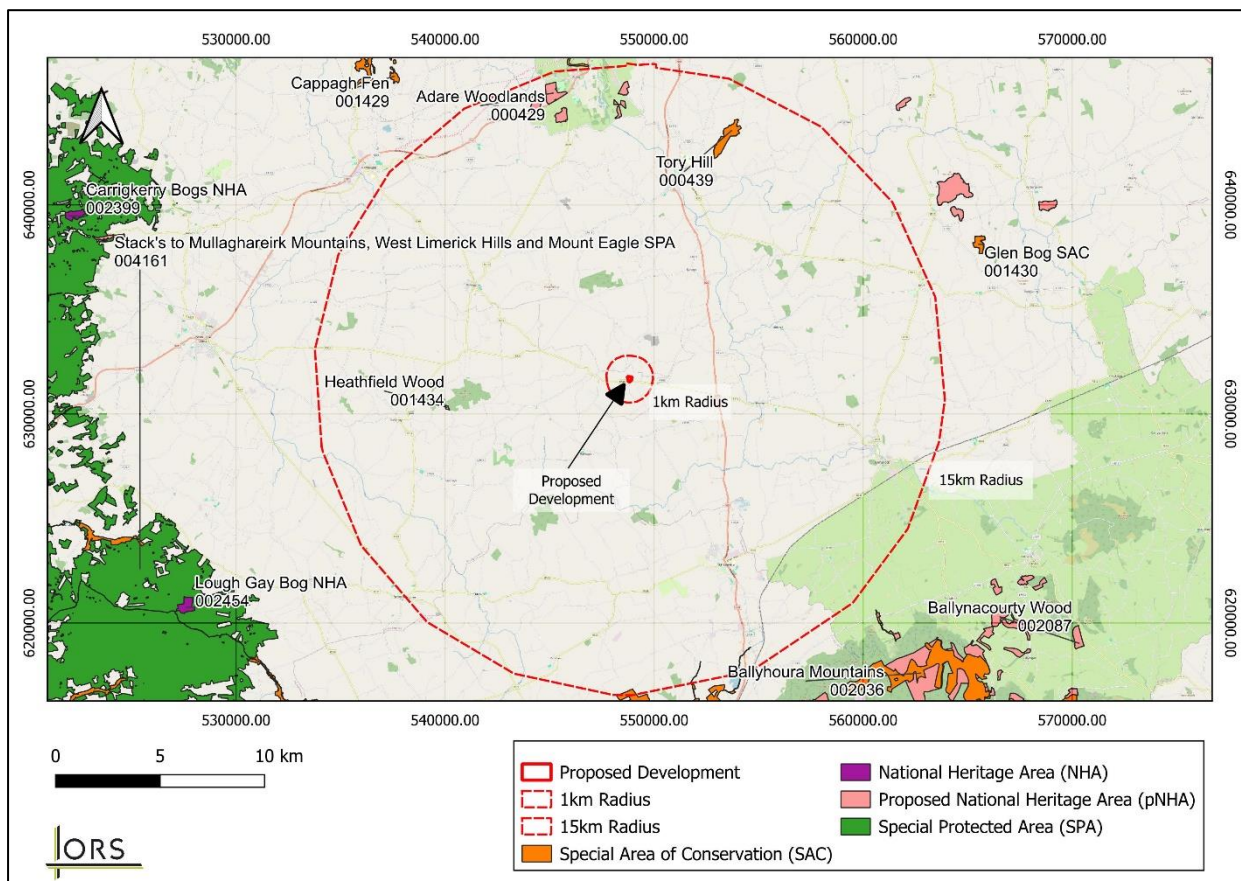 530000.00 540000.00 550000.00 560000.00 570000.00
Cappagh Fen
001429
Adare Woodlands
000429
Tory Hill
000439
640000.00
640000.00
Carrigkerry Bogs NHA
002399
Stack's to Mullaghareirk Mountains, West Limerick Hills and Mount Eagle SPA
004161
Glen Bog SAC
001430
Heathfield Wood
001434
1km Radius
630000.00
630000.00
Proposed
Development
15km Radius
Lough Gay Bog NHA
002454
Ballynacourty Wood
002087
620000.00
620000.00
Ballyhoura Mountains
002036
530000.00 540000.00 550000.00 560000.00 570000.00
0 5 10 km
Proposed Development
1km Radius
15km Radius
Special Area of Conservation (SAC)
National Heritage Area (NHA)
Proposed National Heritage Area (pNHA)
Special Protected Area (SPA)
ORS